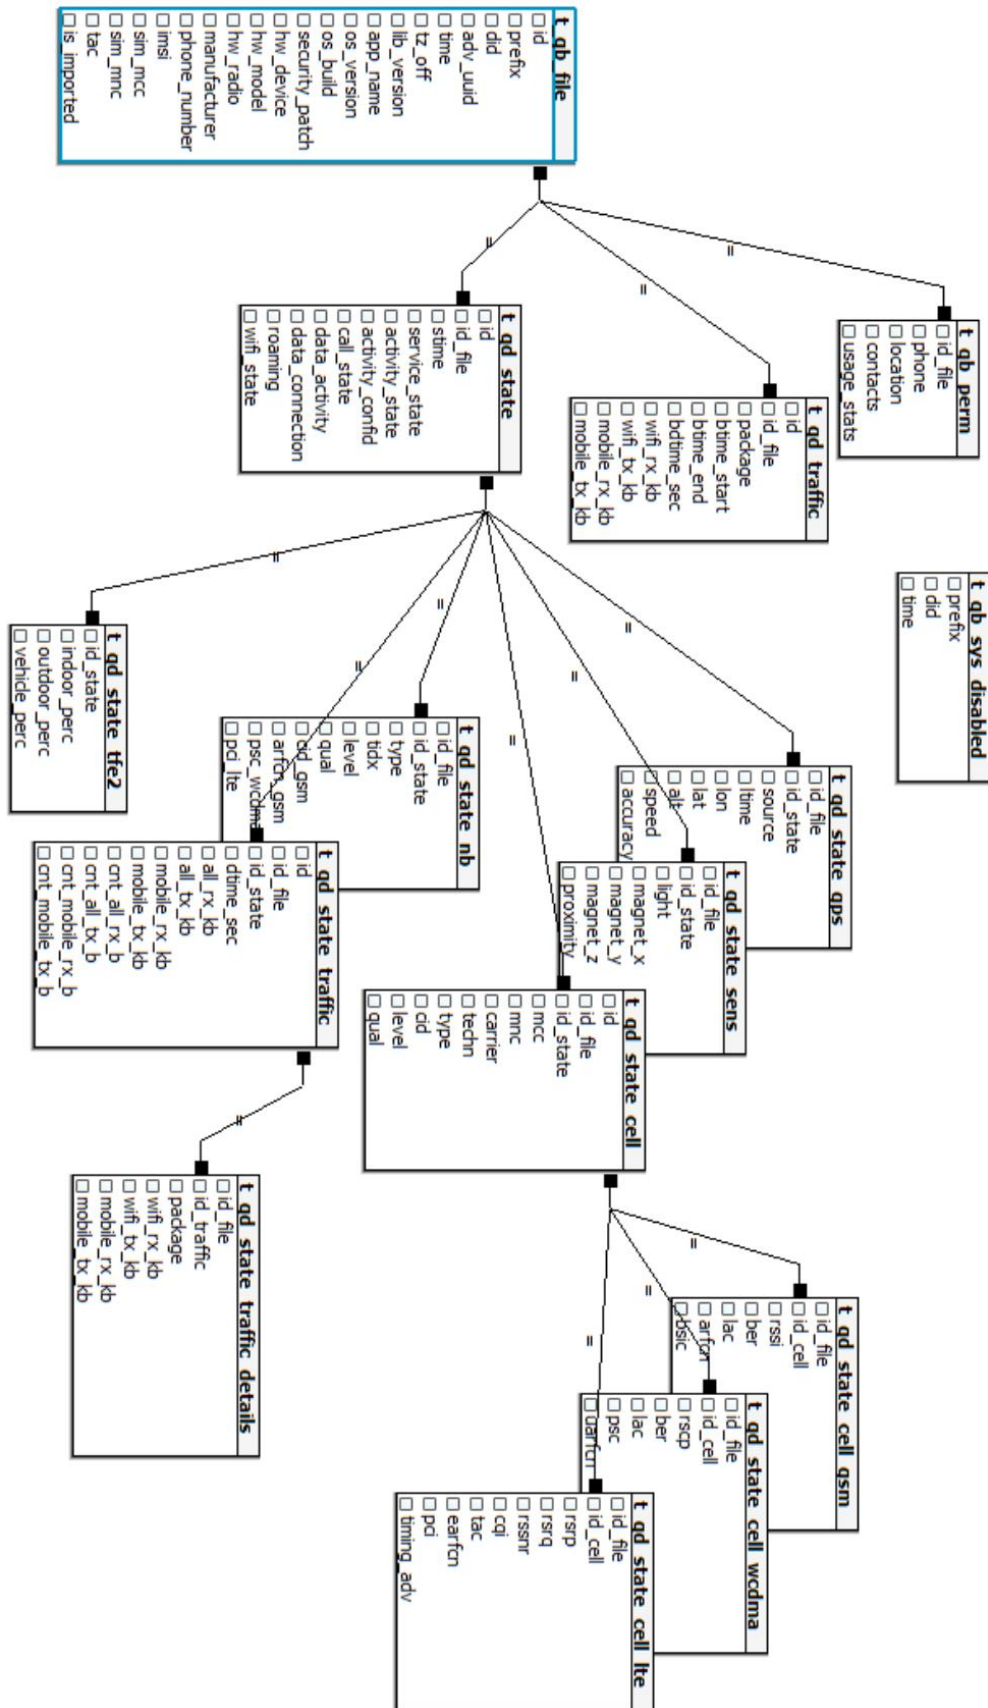 t_qb_file
id
prefix
did
adv_uuid
time
tz_off
lib_version
app_name
os_version
os_build
security_patch
hw_device
hw_model
hw_radio
manufacturer
phone_number
imsi
sim_mcc
sim_mnc
tac
is_imported
=
=
=
t_qb_perm
id_file
phone
location
contacts
usage_stats
t_qd_traffic
id
id_file
package
btime_start
btime_end
bdtime_sec
wifi_rx_kb
wifi_tx_kb
mobile_rx_kb
mobile_tx_kb
t_qd_state
id
id_file
stime
service_state
activity_state
activity_confid
call_state
data_activity
data_connection
roaming
wifi_state
t_qb_sys_disabled
prefix
did
time
=
=
=
=
=
=
t_qd_state_gps
id_file
id_state
source
ltime
lon
lat
alt
speed
accuracy
t_qd_state_sens
id_file
id_state
light
magnet_x
magnet_y
magnet_z
proximity
t_qd_state_cell
id
id_file
id_state
mcc
mnc
carrier
techn
type
cid
level
qual
t_qd_state_nb
id_file
id_state
type
tidx
level
qual
cid_gsm
arfcn_gsm
psc_wcdma
pci_lte
t_qd_state_traffic
id
id_file
id_state
dtime_sec
all_rx_kb
all_tx_kb
mobile_rx_kb
mobile_tx_kb
cnt_all_rx_b
cnt_all_tx_b
cnt_mobile_rx_b
cnt_mobile_tx_b
t_qd_state_tfe2
id_state
indoor_perc
outdoor_perc
vehicle_perc
=
=
=
=
t_qd_state_cell_gsm
id_file
id_cell
rssi
ber
lac
arfcn
bsic
t_qd_state_cell_wcdma
id_file
id_cell
rscp
ber
lac
psc
uarfcn
t_qd_state_cell_lte
id_file
id_cell
rsrp
rsrq
rssnr
cqi
tac
earfcn
pci
timing_adv
t_qd_state_traffic_details
id_file
id_traffic
package
wifi_rx_kb
wifi_tx_kb
mobile_rx_kb
mobile_tx_kb